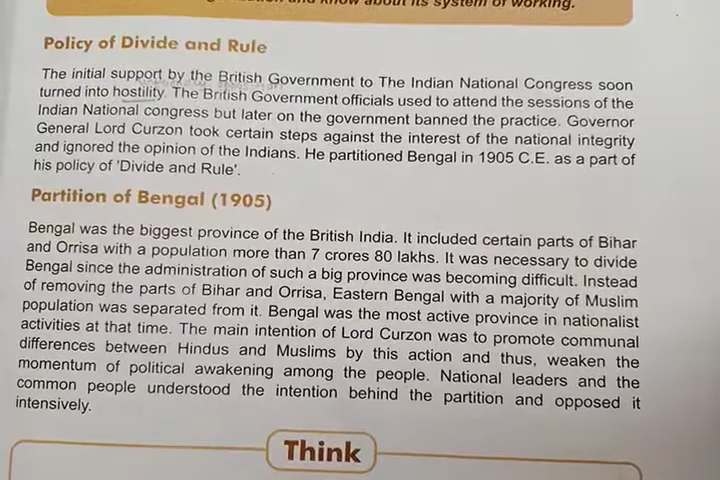 and know about its system of working.
Policy of Divide and Rule
The initial support by the British Government to The Indian National Congress soon
turned into hostility. The British Government officials used to attend the sessions of the
Indian National congress but later on the government banned the practice. Governor
General Lord Curzon took certain steps against the interest of the national integrity
and ignored the opinion of the Indians. He partitioned Bengal in 1905 C.E. as a part of
his policy of 'Divide and Rule'.
Partition of Bengal (1905)
Bengal was the biggest province of the British India. It included certain parts of Bihar
and Orrisa with a population more than 7 crores 80 lakhs. It was necessary to divide
Bengal since the administration of such a big province was becoming difficult. Instead
of removing the parts of Bihar and Orrisa, Eastern Bengal with a majority of Muslim
population was separated from it. Bengal was the most active province in nationalist
activities at that time. The main intention of Lord Curzon was to promote communal
differences between Hindus and Muslims by this action and thus, weaken the
momentum of political awakening among the people. National leaders and the
common people understood the intention behind the partition and opposed it
intensively.
Think